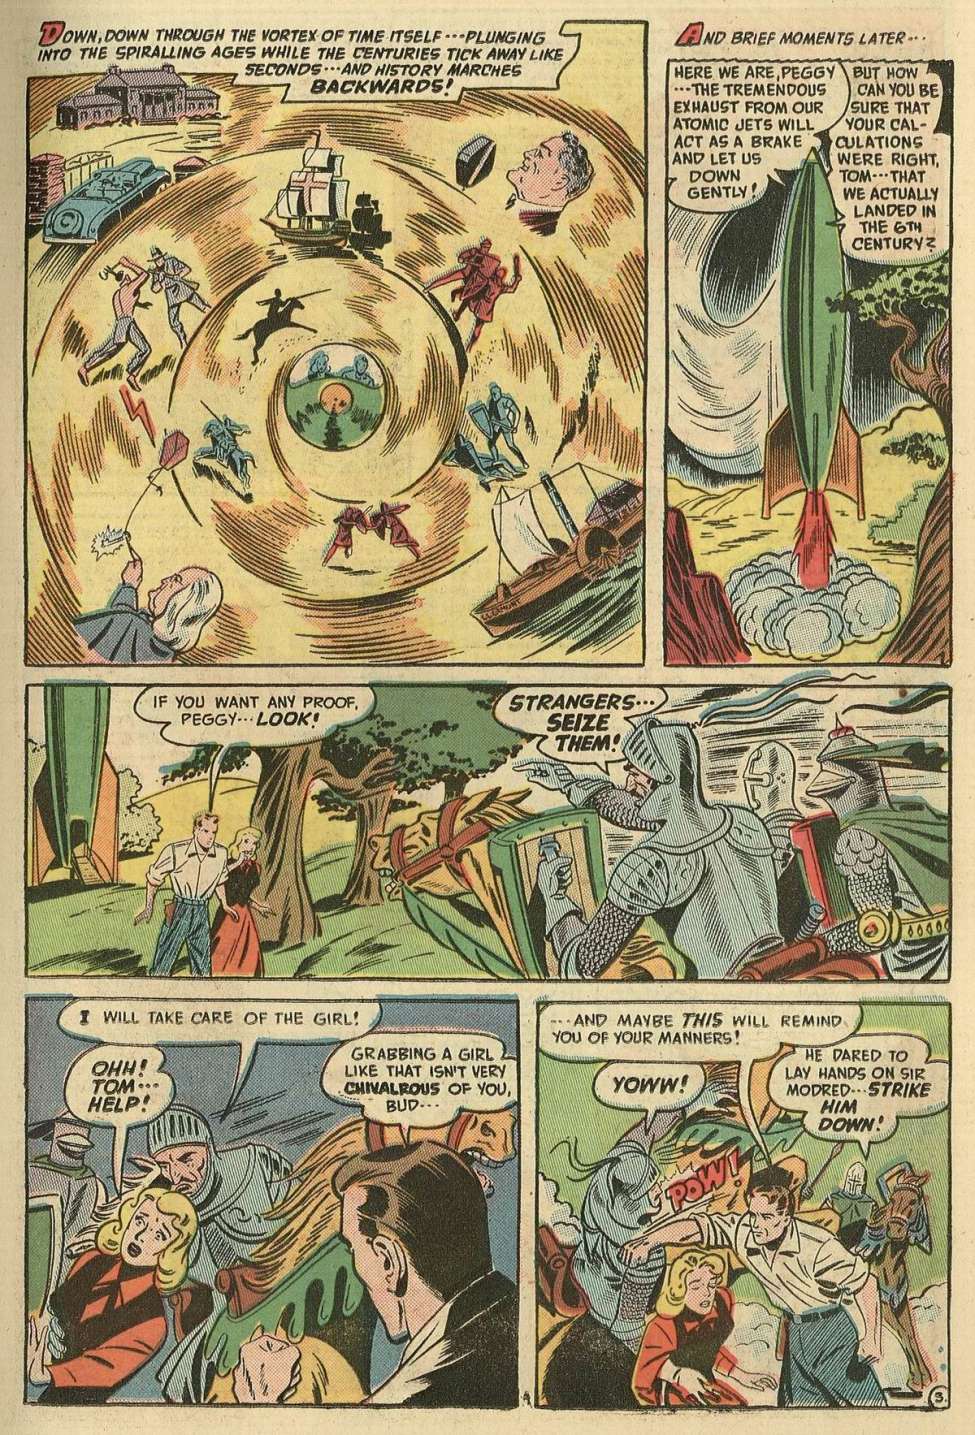 DOWN, DOWN THROUGH THE VORTEX OF TIME ITSELF---PLUNGING
INTO THE SPIRALLING AGES WHILE THE CENTURIES TICK AWAY LIKE
SECONDS---AND HISTORY MARCHES
BACKWARDS!
AND BRIEF MOMENTS LATER---
HERE WE ARE, PEGGY
---THE TREMENDOUS
EXHAUST FROM OUR
ATOMIC JETS WILL
ACT AS A BRAKE
AND LET US
DOWN
GENTLY!
BUT HOW
CAN YOU BE
SURE THAT
YOUR CAL-
CULATIONS
WERE RIGHT,
TOM---THAT
WE ACTUALLY
LANDED IN
THE 6TH
CENTURY?
IF YOU WANT ANY PROOF,
PEGGY---LOOK!
STRANGERS---
SEIZE
THEM!
I WILL TAKE CARE OF THE GIRL!
OHH!
TOM---
HELP!
GRABBING A GIRL
LIKE THAT ISN'T VERY
CHIVALROUS OF YOU,
BUD---
---AND MAYBE THIS WILL REMIND
YOU OF YOUR MANNERS!
YOWW!
HE DARED TO
LAY HANDS ON SIR
MODRED---STRIKE
HIM
DOWN!
POW!
3